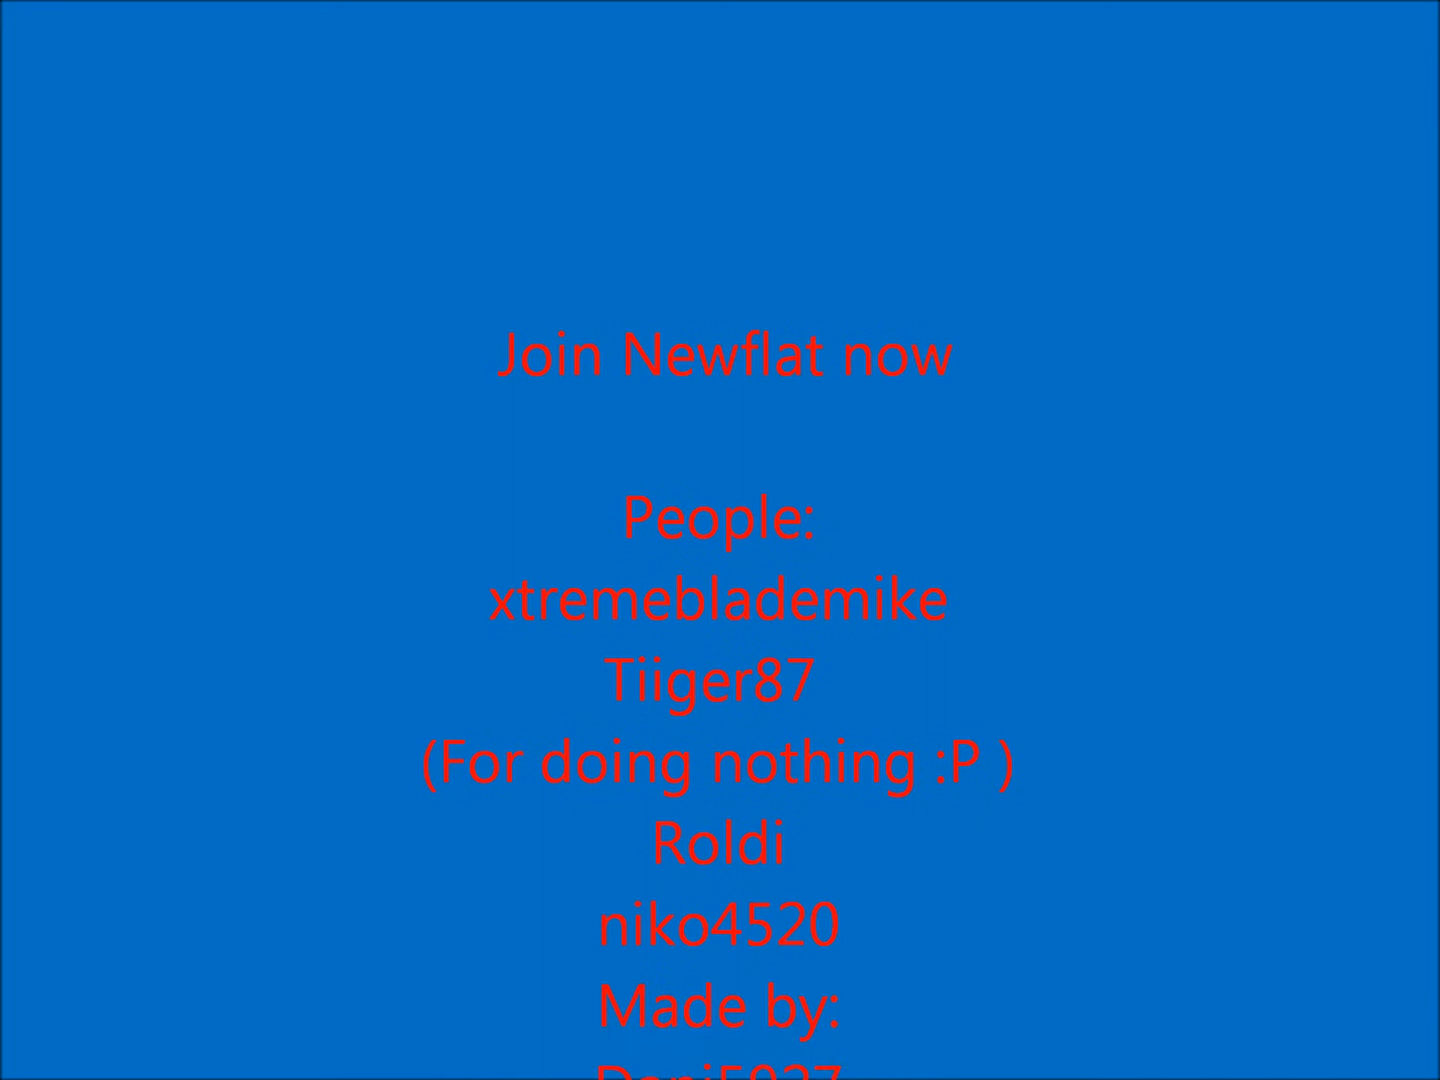 Join Newflat now
People:
xtremeblademike
Tiiger87
(For doing nothing :P )
Roldi
niko4520
Made by: